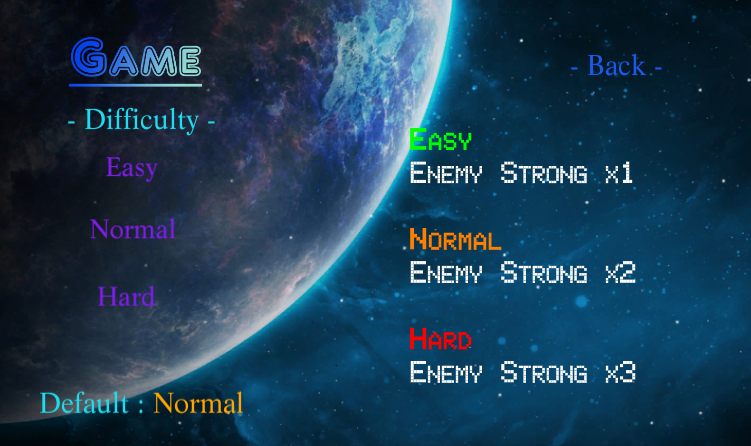 GAME
- Back -
- Difficulty -
Easy
Normal
Hard
Default : Normal
EASY
ENEMY STRONG X1
NORMAL
ENEMY STRONG X2
HARD
ENEMY STRONG X3